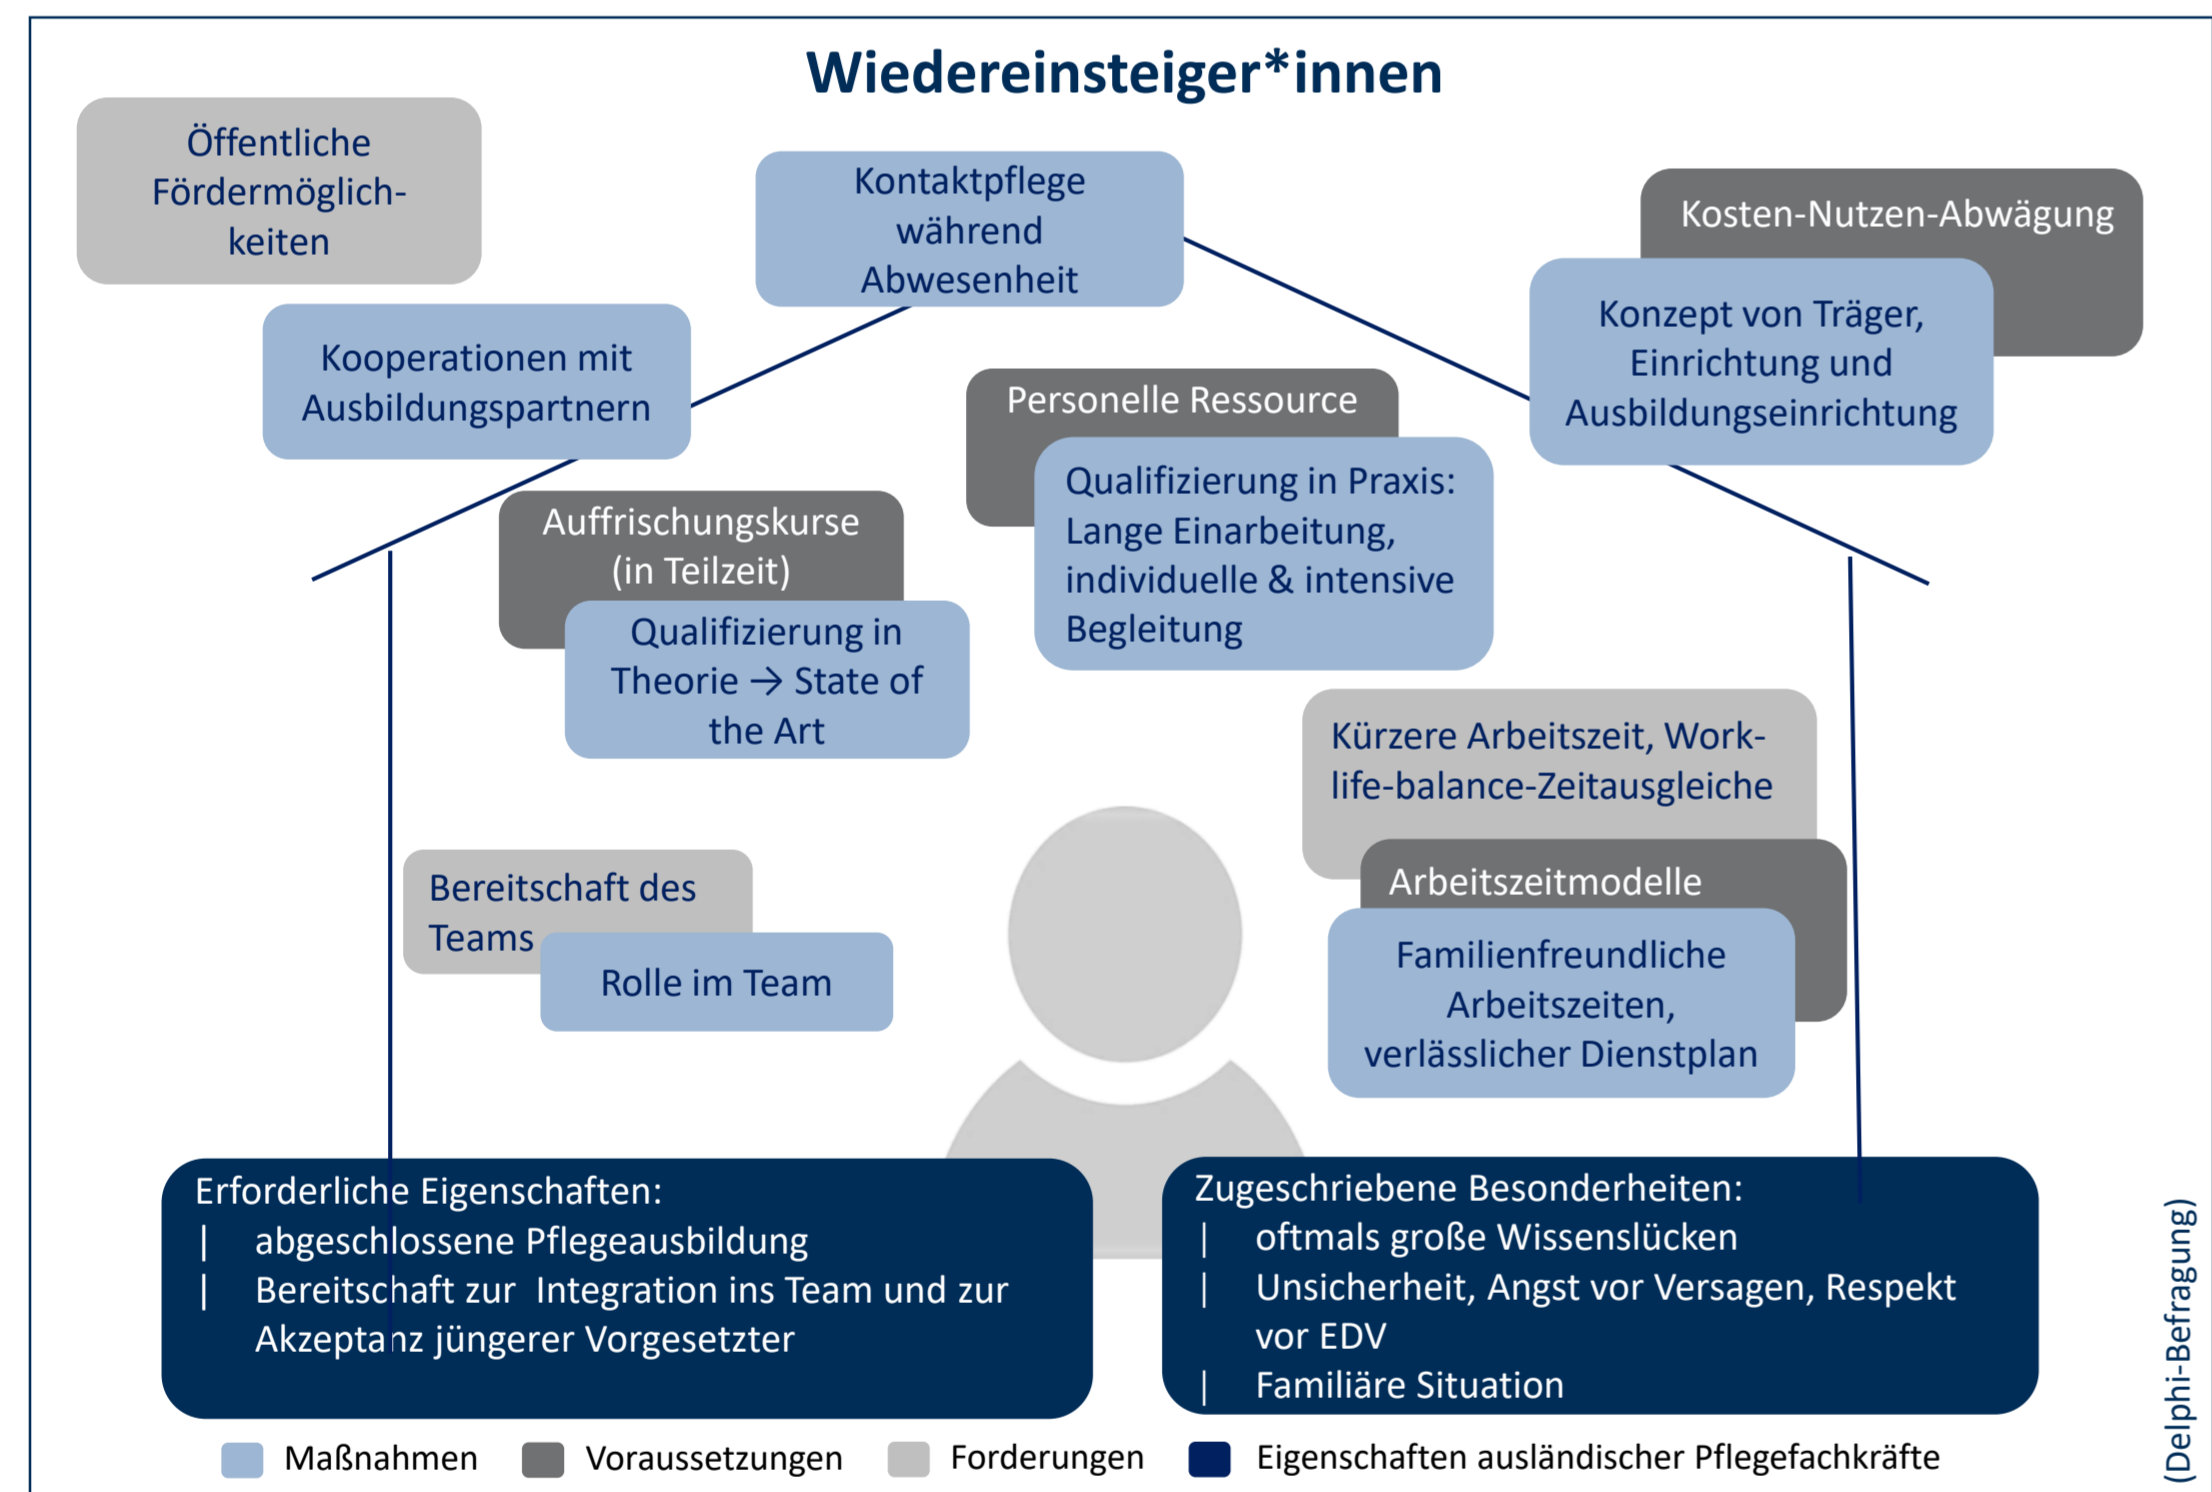 Wiedereinsteiger*innen
Öffentliche
Fördermöglich-
keiten
Kontaktpflege
während
Abwesenheit
Kosten-Nutzen-Abwägung
Konzept von Träger,
Einrichtung und
Ausbildungseinrichtung
Kooperationen mit
Ausbildungspartnern
Personelle Ressource
Qualifizierung in Praxis:
Lange Einarbeitung,
individuelle & intensive
Begleitung
Auffrischungskurse
(in Teilzeit)
Qualifizierung in
Theorie → State of
the Art
Kürzere Arbeitszeit, Work-
life-balance-Zeitausgleiche
Arbeitszeitmodelle
Familienfreundliche
Arbeitszeiten,
verlässlicher Dienstplan
Bereitschaft des
Teams
Rolle im Team
Erforderliche Eigenschaften:
| abgeschlossene Pflegeausbildung
| Bereitschaft zur  Integration ins Team und zur
Akzeptanz jüngerer Vorgesetzter
Zugeschriebene Besonderheiten:
| oftmals große Wissenslücken
| Unsicherheit, Angst vor Versagen, Respekt
vor EDV
| Familiäre Situation
Maßnahmen
Voraussetzungen
Forderungen
Eigenschaften ausländischer Pflegefachkräfte
(Delphi-Befragung)